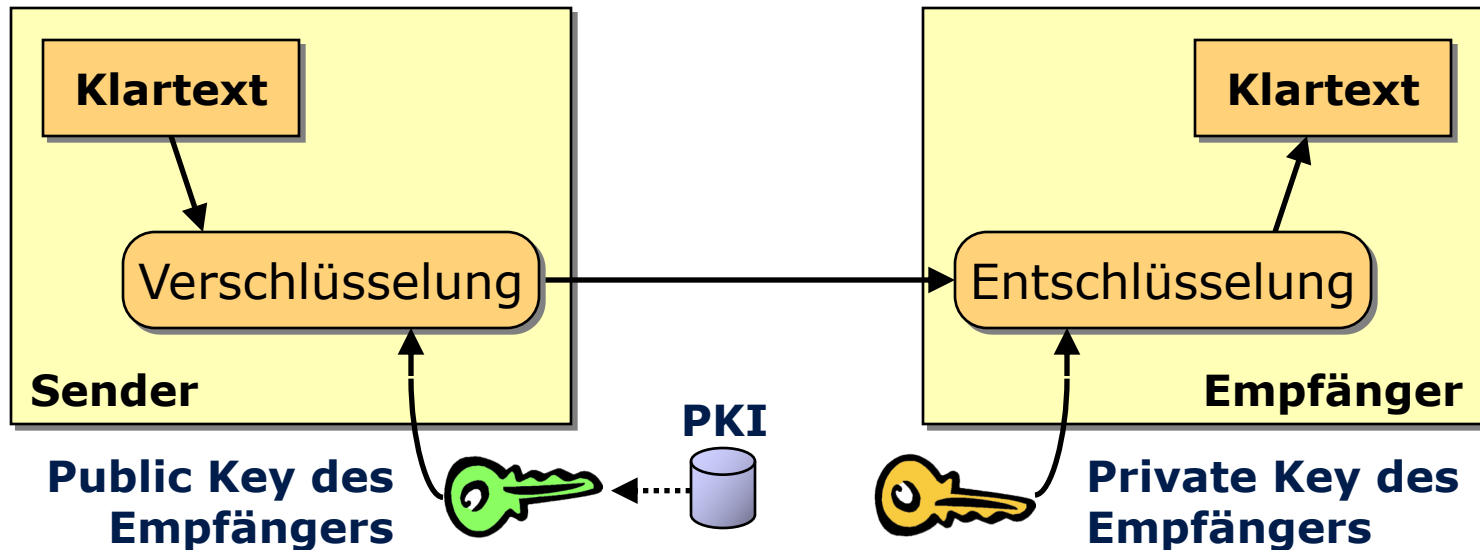 Klartext
Klartext
Verschlüsselung
Entschlüsselung
Sender
Empfänger
PKI
Public Key des
Empfängers
Private Key des
Empfängers